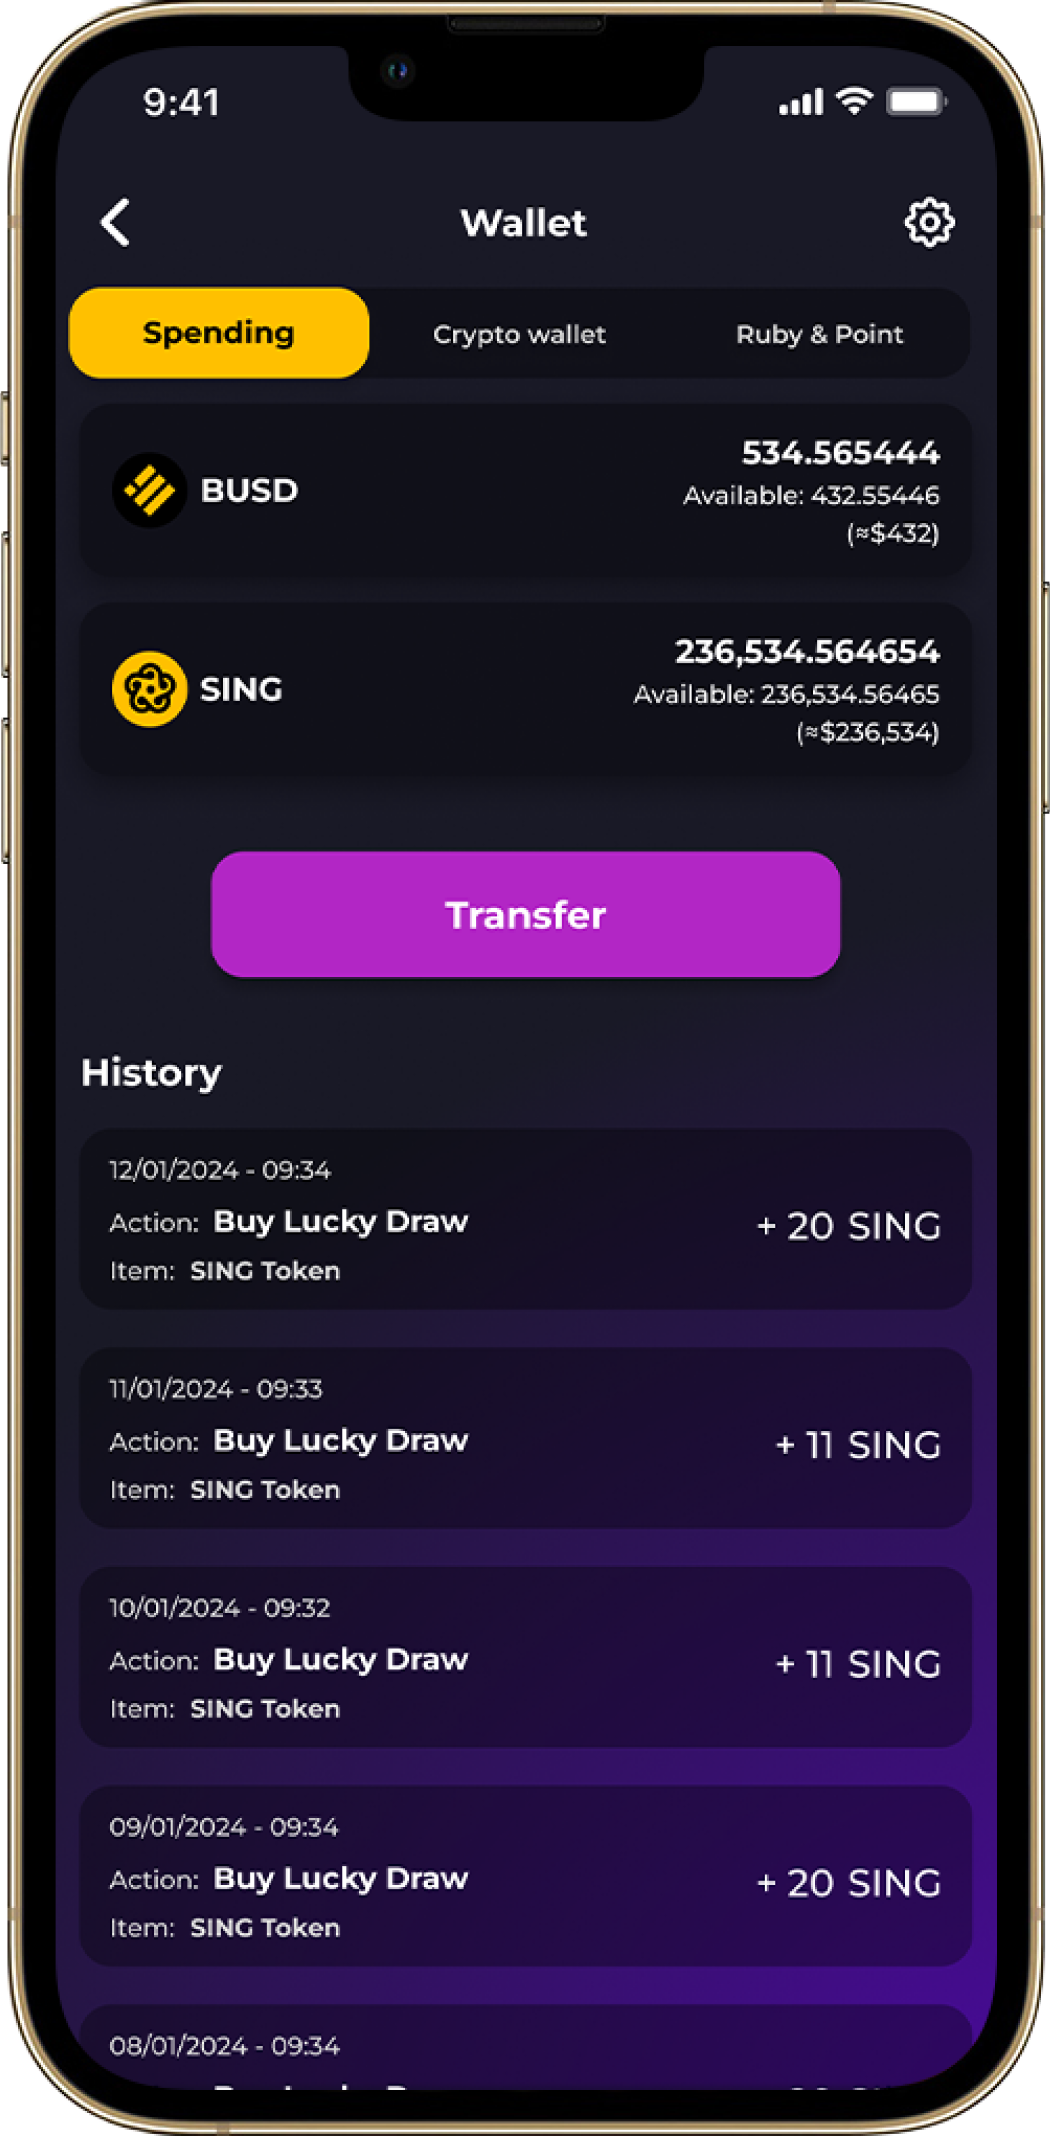 9:41
Wallet
Spending
Crypto wallet
Ruby & Point
BUSD
534.565444
Available: 432.55446
(≈$432)
SING
236,534.564654
Available: 236,534.56465
(≈$236,534)
Transfer
History
12/01/2024 - 09:34
Action: Buy Lucky Draw
Item: SING Token
+ 20 SING
11/01/2024 - 09:33
Action: Buy Lucky Draw
Item: SING Token
+ 11 SING
10/01/2024 - 09:32
Action: Buy Lucky Draw
Item: SING Token
+ 11 SING
09/01/2024 - 09:34
Action: Buy Lucky Draw
Item: SING Token
+ 20 SING
08/01/2024 - 09:34